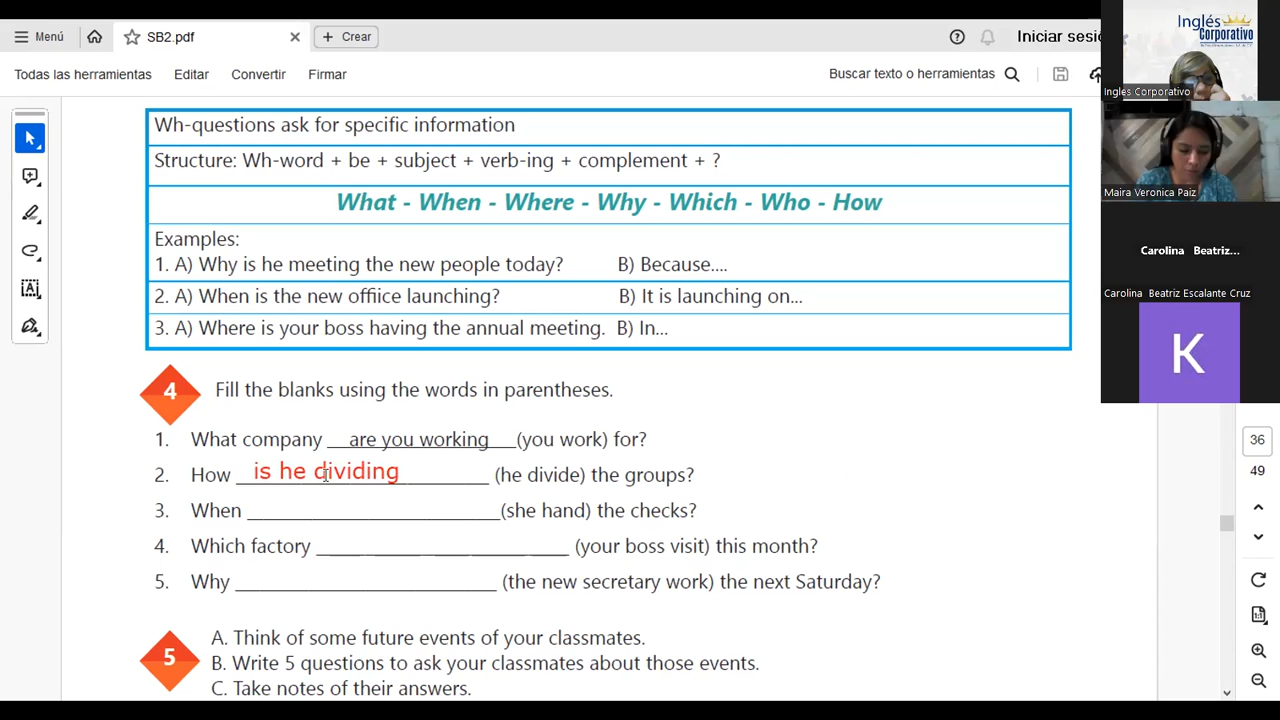 Menú
SB2.pdf
Crear
Iniciar sesió
Todas las herramientas
Editar
Convertir
Firmar
Buscar texto o herramientas
Inglés
Corporativo
Ingles Corporativo
Maira Veronica Paiz
Carolina Beatriz...
Carolina Beatriz Escalante Cruz
K
Wh-questions ask for specific information
Structure: Wh-word + be + subject + verb-ing + complement + ?
What - When - Where - Why - Which - Who - How
Examples:
1. A) Why is he meeting the new people today? B) Because....
2. A) When is the new offiice launching? B) It is launching on...
3. A) Where is your boss having the annual meeting. B) In...
4 Fill the blanks using the words in parentheses.
1. What company __are you working___(you work) for?
2. How is he dividing (he divide) the groups?
3. When ________________________(she hand) the checks?
4. Which factory ________________________ (your boss visit) this month?
5. Why ________________________ (the new secretary work) the next Saturday?
5 A. Think of some future events of your classmates.
B. Write 5 questions to ask your classmates about those events.
C. Take notes of their answers.
36
49